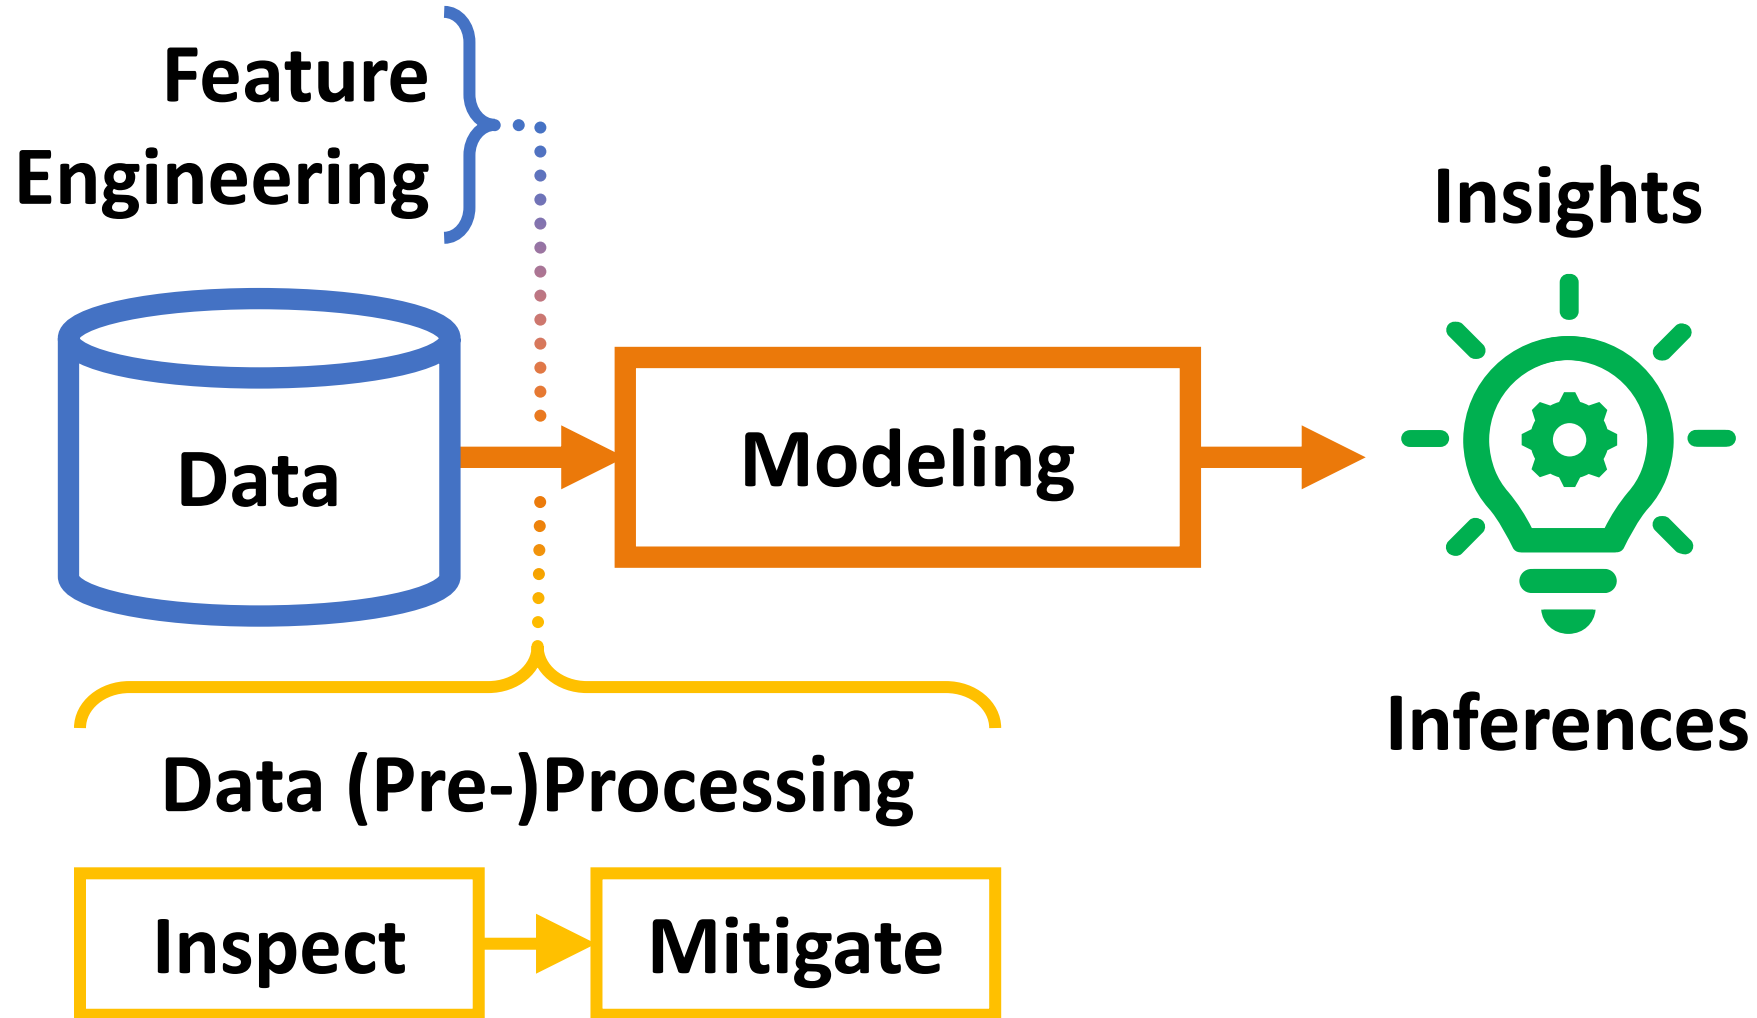 Feature
Engineering
Data
Modeling
Insights
Inferences
Data (Pre-)Processing
Inspect
Mitigate